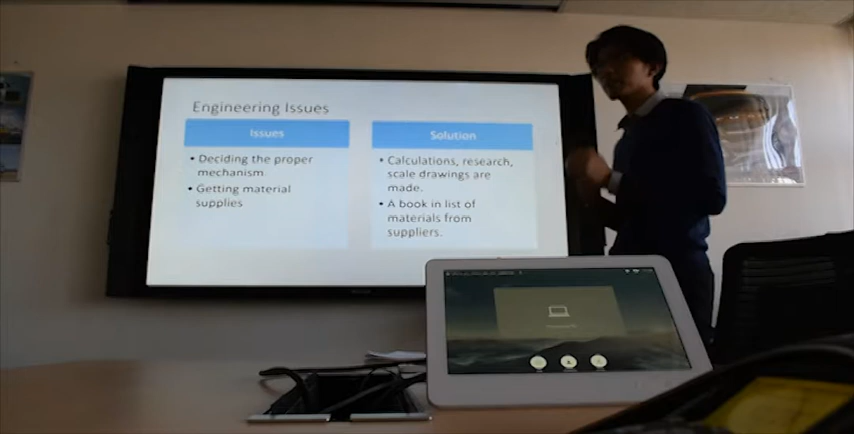 Engineering Issues
Issues
• Deciding the proper
mechanism.
• Getting material
supplies
Solution
• Calculations, research,
scale drawings are
made.
• A book in list of
materials from
suppliers.